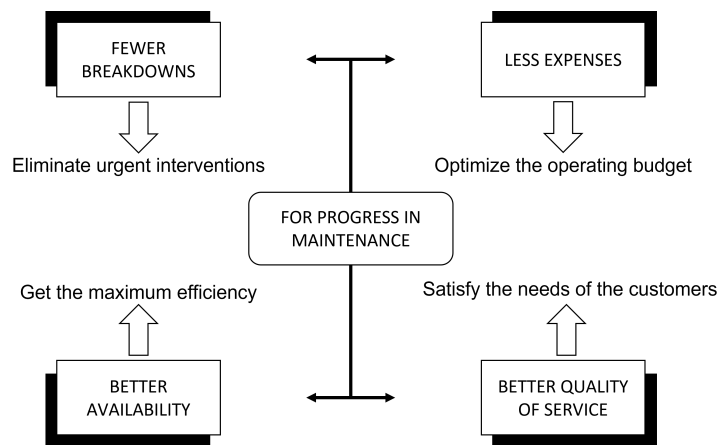 FEWER
BREAKDOWNS
LESS EXPENSES
Eliminate urgent interventions
Optimize the operating budget
FOR PROGRESS IN
MAINTENANCE
Get the maximum efficiency
Satisfy the needs of the customers
BETTER
AVAILABILITY
BETTER QUALITY
OF SERVICE